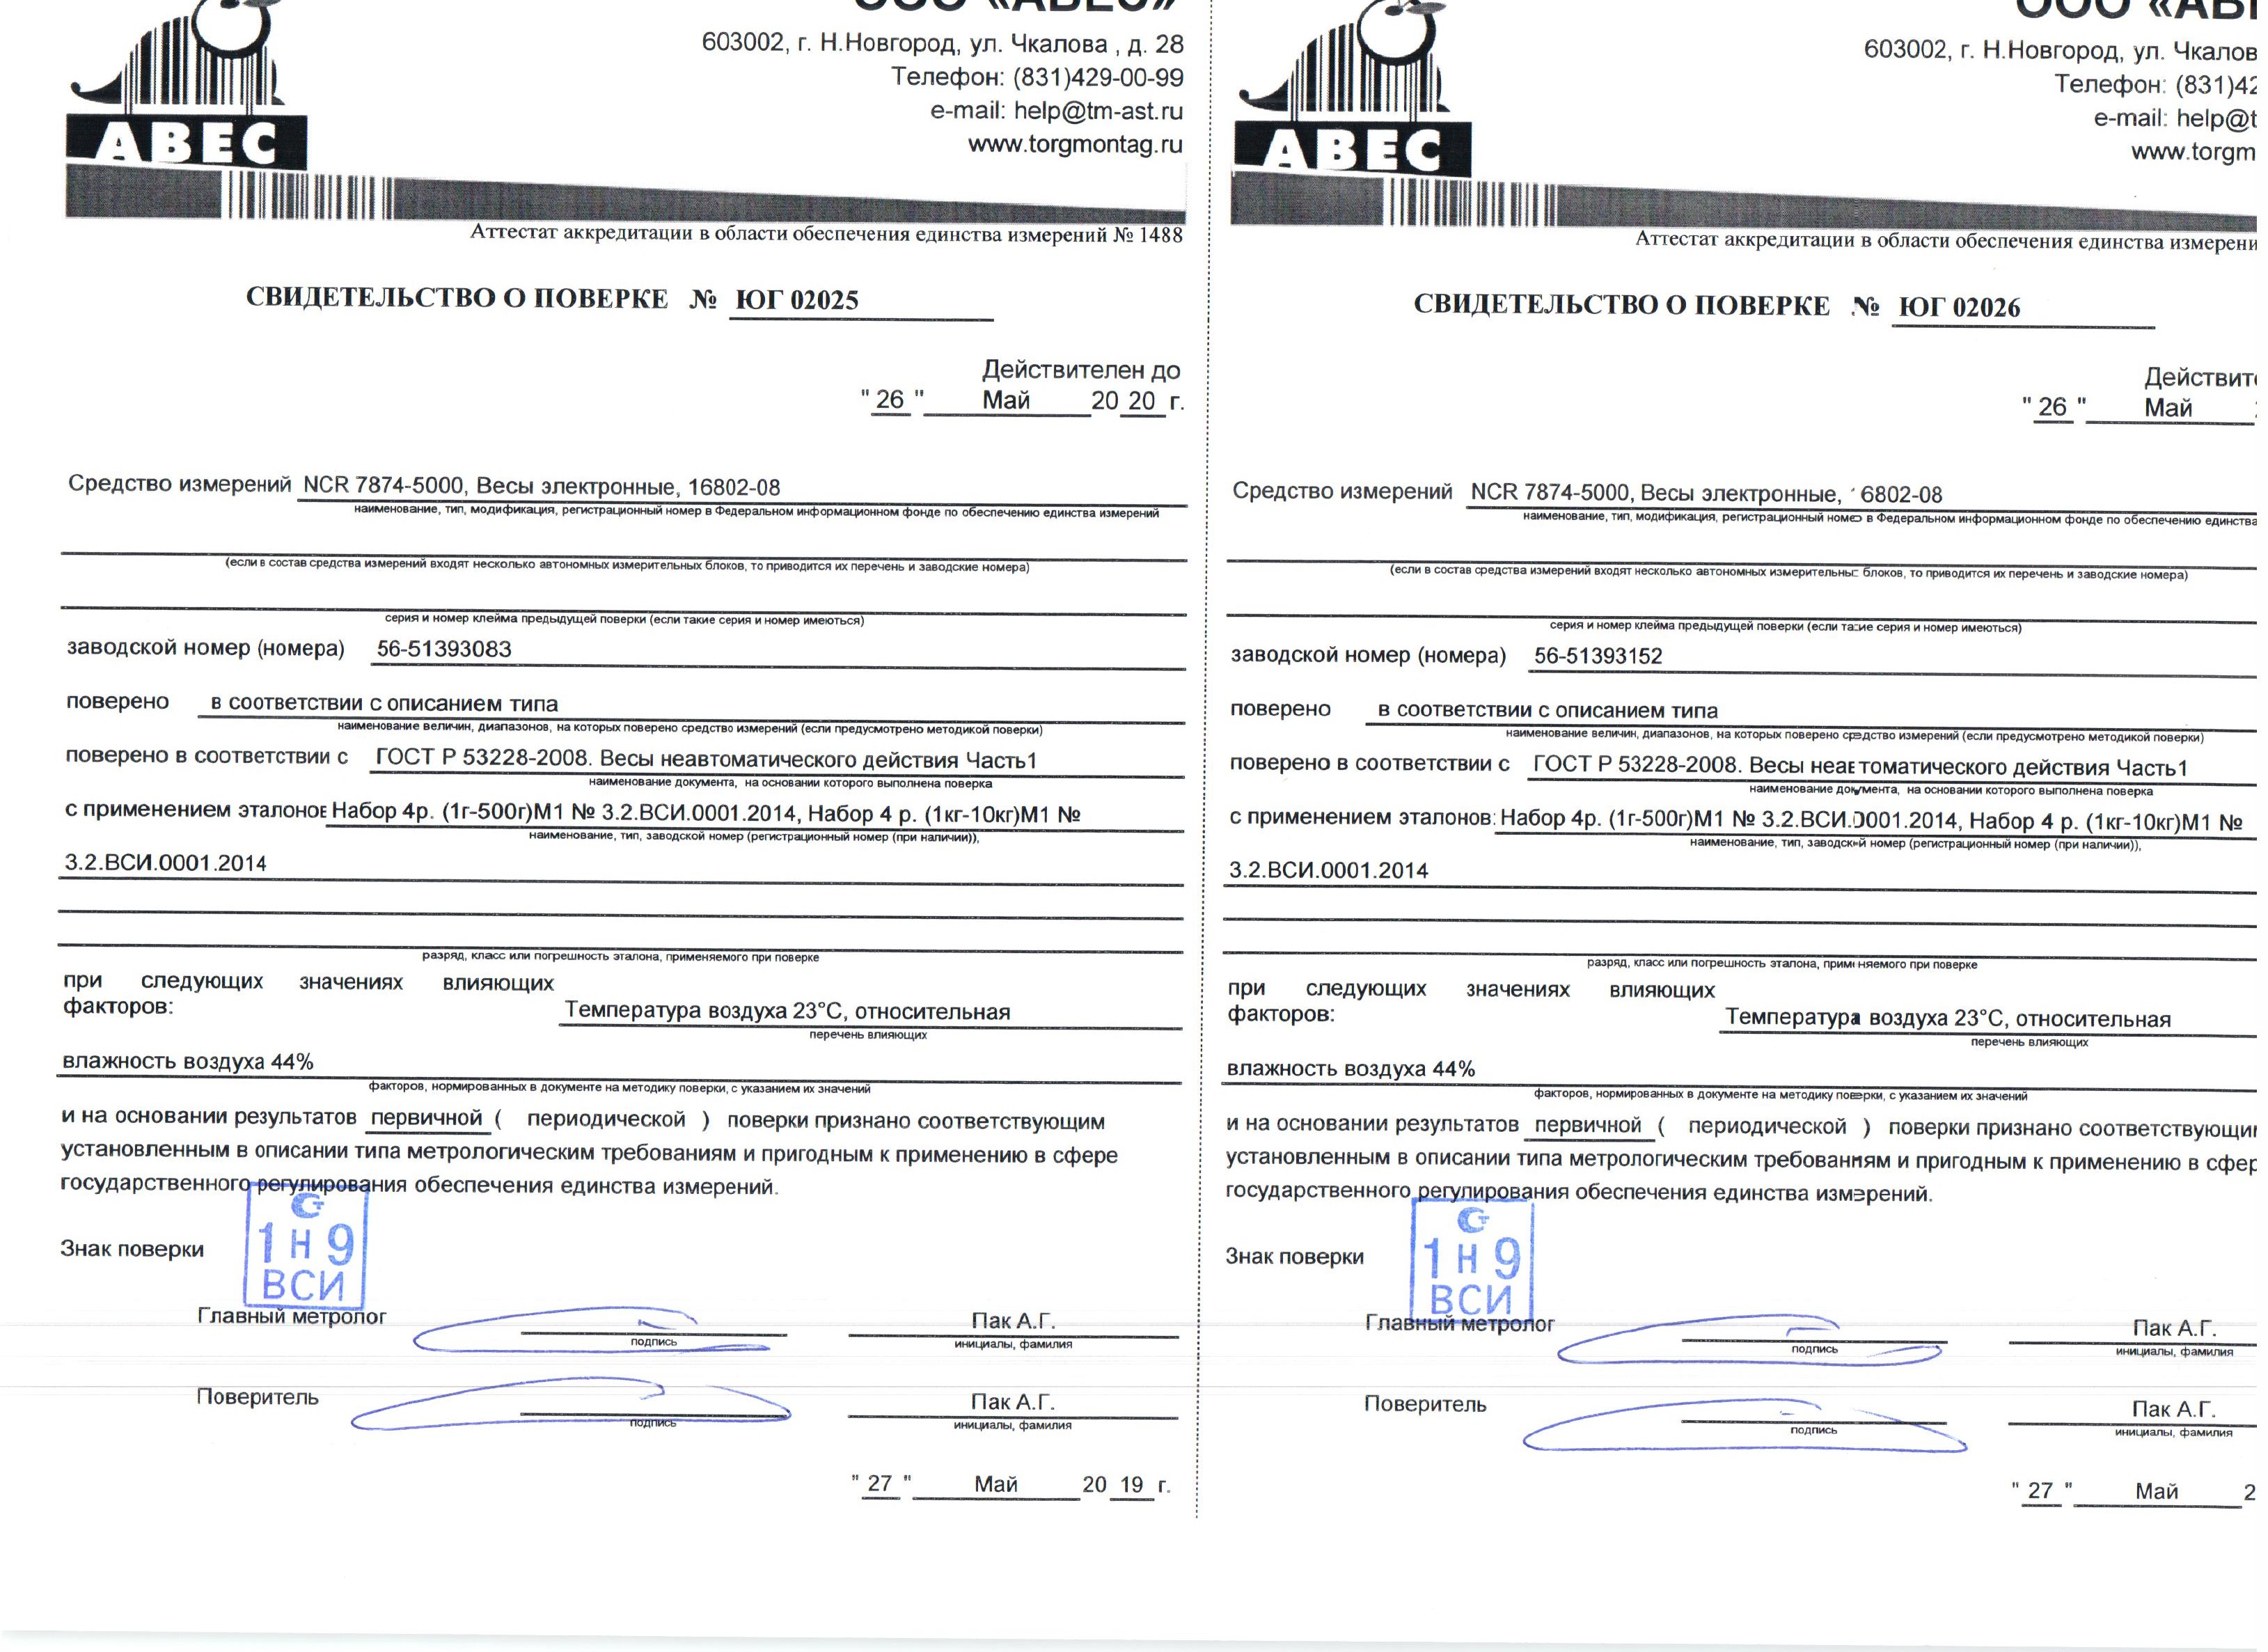 ООО «АВЕС»
603002, г. Н.Новгород, ул. Чкалова , д. 28
Телефон: (831)429-00-99
e-mail: help@tm-ast.ru
www.torgmontag.ru
АВЕС
Аттестат аккредитации в области обеспечения единства измерений № 1488
СВИДЕТЕЛЬСТВО О ПОВЕРКЕ № ЮГ 02025
Действителен до
" 26 " Май 20 20 г.
Средство измерений NCR 7874-5000, Весы электронные, 16802-08
наименование, тип, модификация, регистрационный номер в Федеральном информационном фонде по обеспечению единства измерений
(если в состав средства измерений входят несколько автономных измерительных блоков, то приводится их перечень и заводские номера)
серия и номер клейма предыдущей поверки (если такие серия и номер имеються)
заводской номер (номера) 56-51393083
поверено в соответствии с описанием типа
наименование величин, диапазонов, на которых поверено средство измерений (если предусмотрено методикой поверки)
поверено в соответствии с ГОСТ Р 53228-2008. Весы неавтоматического действия Часть1
наименование документа, на основании которого выполнена поверка
с применением эталонов Набор 4р. (1г-500г)М1 № 3.2.ВСИ.0001.2014, Набор 4 р. (1кг-10кг)М1 №
наименование, тип, заводской номер (регистрационный номер (при наличии)),
3.2.ВСИ.0001.2014
разряд, класс или погрешность эталона, применяемого при поверке
при следующих значениях влияющих
факторов: Температура воздуха 23°С, относительная
перечень влияющих
влажность воздуха 44%
факторов, нормированных в документе на методику поверки, с указанием их значений
и на основании результатов первичной ( периодической ) поверки признано соответствующим
установленным в описании типа метрологическим требованиям и пригодным к применению в сфере
государственного регулирования обеспечения единства измерений.
Знак поверки
1 Н 9
ВСИ
Главный метролог Пак А.Г.
подпись инициалы, фамилия
Поверитель Пак А.Г.
подпись инициалы, фамилия
" 27 " Май 20 19 г.
ООО «АВ
603002, г. Н.Новгород, ул. Чкалов
Телефон: (831)42
e-mail: help@t
www.torgm
АВЕС
Аттестат аккредитации в области обеспечения единства измерени
СВИДЕТЕЛЬСТВО О ПОВЕРКЕ № ЮГ 02026
Действите
" 26 " Май
Средство измерений NCR 7874-5000, Весы электронные, 6802-08
наименование, тип, модификация, регистрационный номер в Федеральном информационном фонде по обеспечению единства
(если в состав средства измерений входят несколько автономных измерительных блоков, то приводится их перечень и заводские номера)
серия и номер клейма предыдущей поверки (если такие серия и номер имеються)
заводской номер (номера) 56-51393152
поверено в соответствии с описанием типа
наименование величин, диапазонов, на которых поверено средство измерений (если предусмотрено методикой поверки)
поверено в соответствии с ГОСТ Р 53228-2008. Весы неавтоматического действия Часть1
наименование документа, на основании которого выполнена поверка
с применением эталонов: Набор 4р. (1г-500г)М1 № 3.2.ВСИ.0001.2014, Набор 4 р. (1кг-10кг)М1 №
наименование, тип, заводской номер (регистрационный номер (при наличии)),
3.2.ВСИ.0001.2014
разряд, класс или погрешность эталона, применяемого при поверке
при следующих значениях влияющих
факторов: Температура воздуха 23°С, относительная
перечень влияющих
влажность воздуха 44%
факторов, нормированных в документе на методику поверки, с указанием их значений
и на основании результатов первичной ( периодической ) поверки признано соответствующим
установленным в описании типа метрологическим требованиям и пригодным к применению в сфер
государственного регулирования обеспечения единства измерений.
Знак поверки
1 Н 9
ВСИ
Главный метролог Пак А.Г.
подпись инициалы, фамилия
Поверитель Пак А.Г.
подпись инициалы, фамилия
" 27 " Май 2